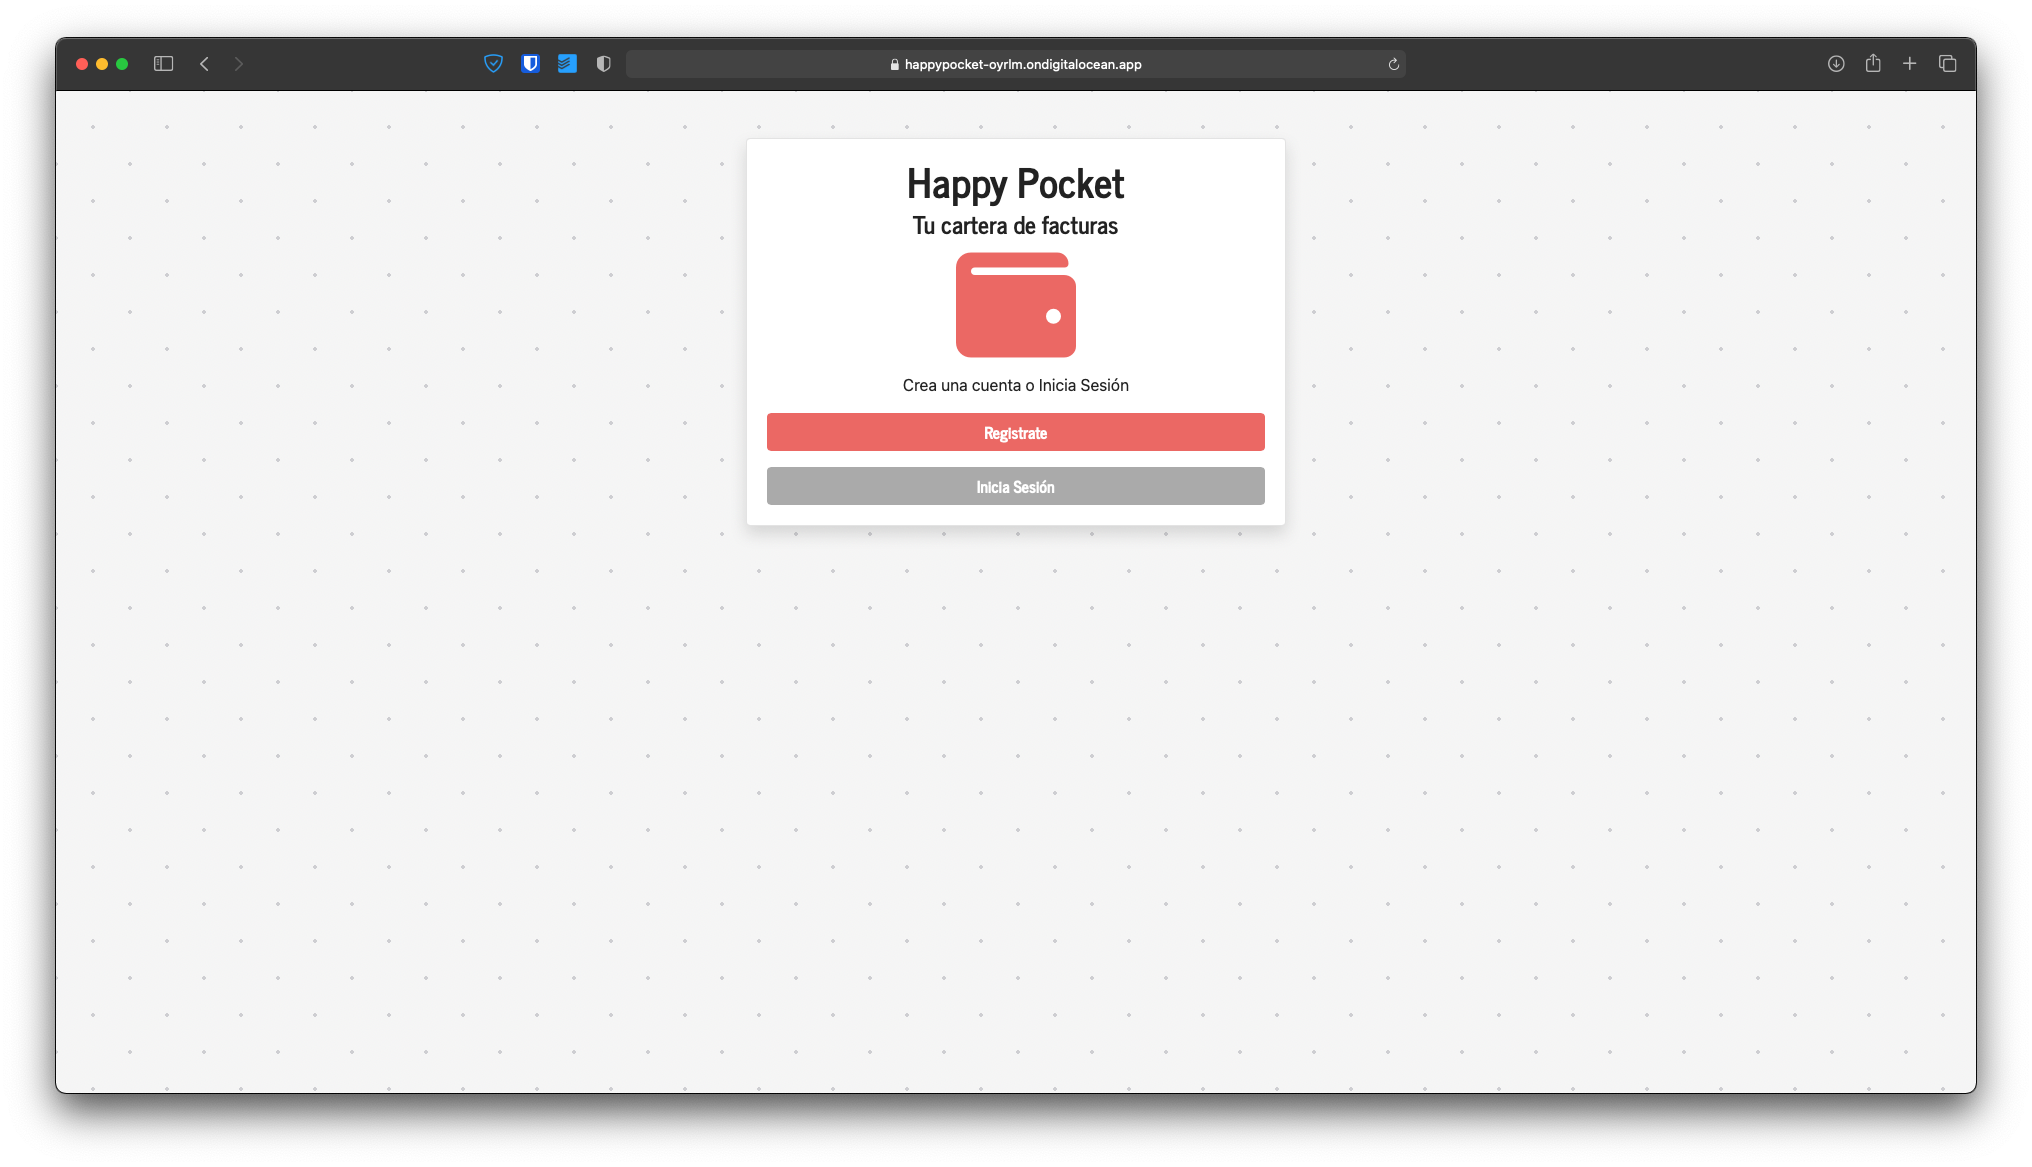 happypocket-oyrlm.ondigitalocean.app
Happy Pocket
Tu cartera de facturas
Crea una cuenta o Inicia Sesión
Registrate
Inicia Sesión